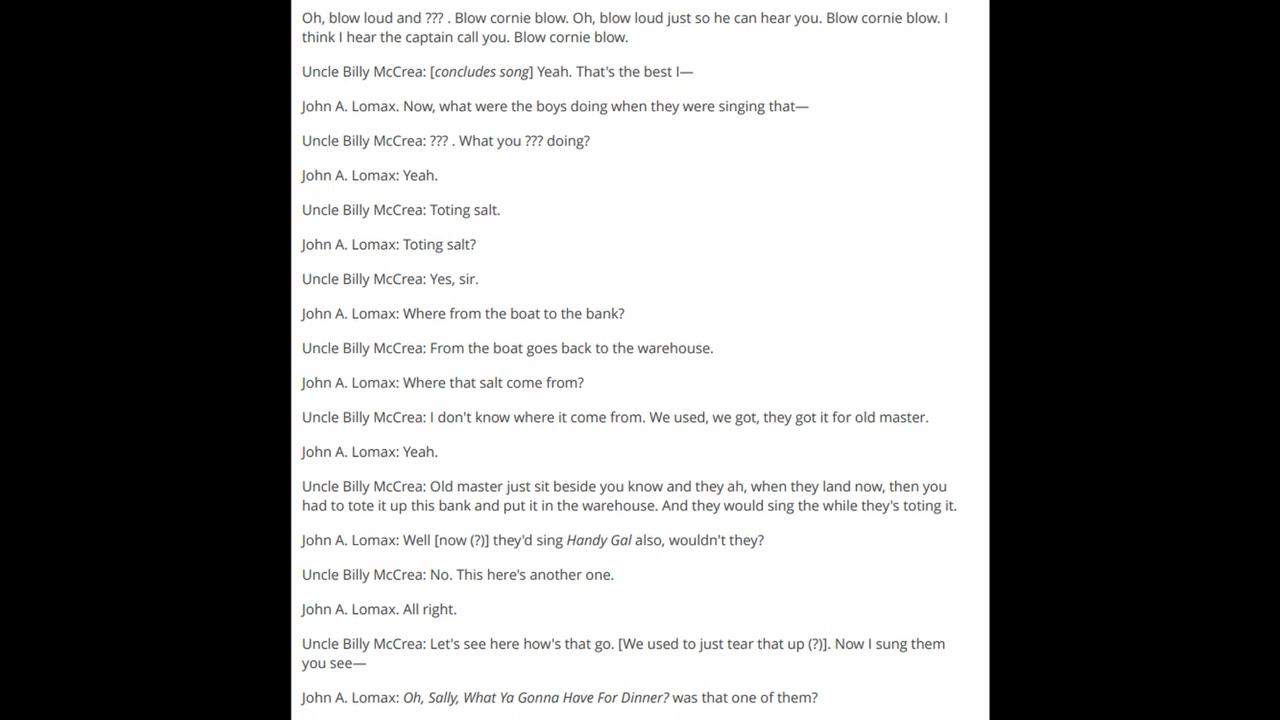 Oh, blow loud and ??? . Blow cornie blow. Oh, blow loud just so he can hear you. Blow cornie blow. I
think I hear the captain call you. Blow cornie blow.
Uncle Billy McCrea: [concludes song] Yeah. That's the best I—
John A. Lomax. Now, what were the boys doing when they were singing that—
Uncle Billy McCrea: ??? . What you ??? doing?
John A. Lomax: Yeah.
Uncle Billy McCrea: Toting salt.
John A. Lomax: Toting salt?
Uncle Billy McCrea: Yes, sir.
John A. Lomax: Where from the boat to the bank?
Uncle Billy McCrea: From the boat goes back to the warehouse.
John A. Lomax: Where that salt come from?
Uncle Billy McCrea: I don't know where it come from. We used, we got, they got it for old master.
John A. Lomax: Yeah.
Uncle Billy McCrea: Old master just sit beside you know and they ah, when they land now, then you
had to tote it up this bank and put it in the warehouse. And they would sing the while they's toting it.
John A. Lomax: Well [now (?)] they'd sing Handy Gal also, wouldn't they?
Uncle Billy McCrea: No. This here's another one.
John A. Lomax. All right.
Uncle Billy McCrea: Let's see here how's that go. [We used to just tear that up (?)]. Now I sung them
you see—
John A. Lomax: Oh, Sally, What Ya Gonna Have For Dinner? was that one of them?